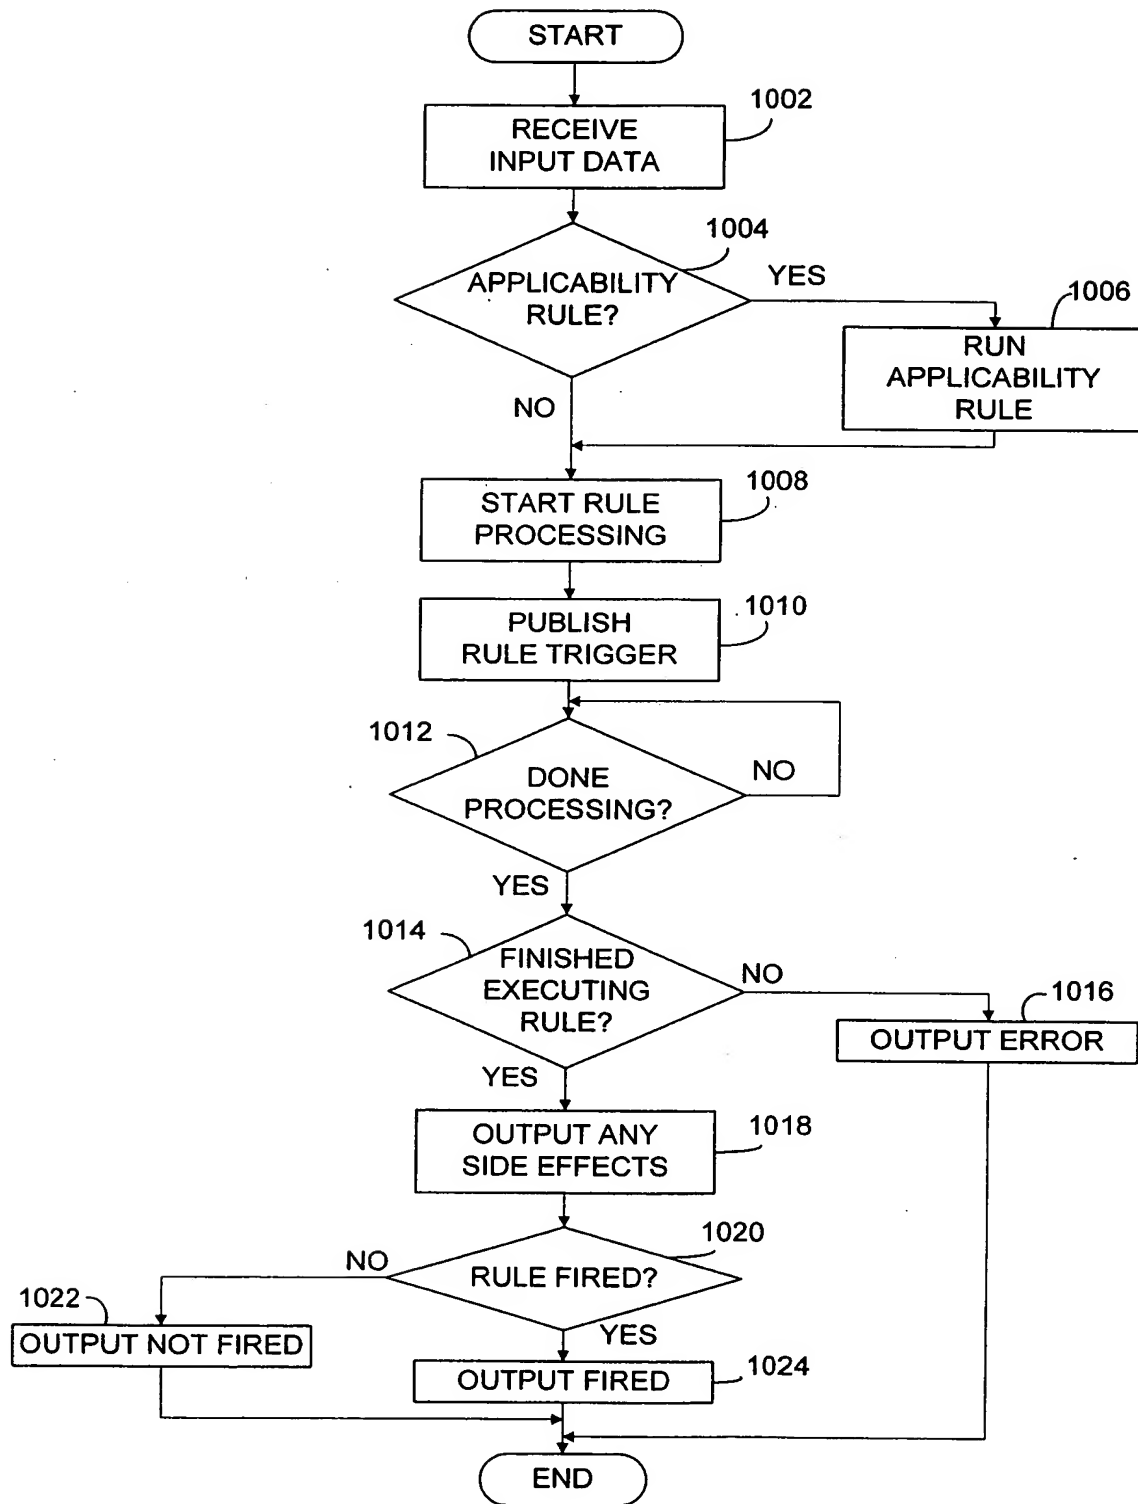 START
1002
RECEIVE
INPUT DATA
1004
APPLICABILITY
RULE?
YES
1006
RUN
APPLICABILITY
RULE
NO
1008
START RULE
PROCESSING
1010
PUBLISH
RULE TRIGGER
1012
DONE
PROCESSING?
NO
YES
1014
FINISHED
EXECUTING
RULE?
NO
1016
OUTPUT ERROR
YES
OUTPUT ANY
SIDE EFFECTS
1018
1020
RULE FIRED?
NO
1022
OUTPUT NOT FIRED
YES
OUTPUT FIRED
1024
END